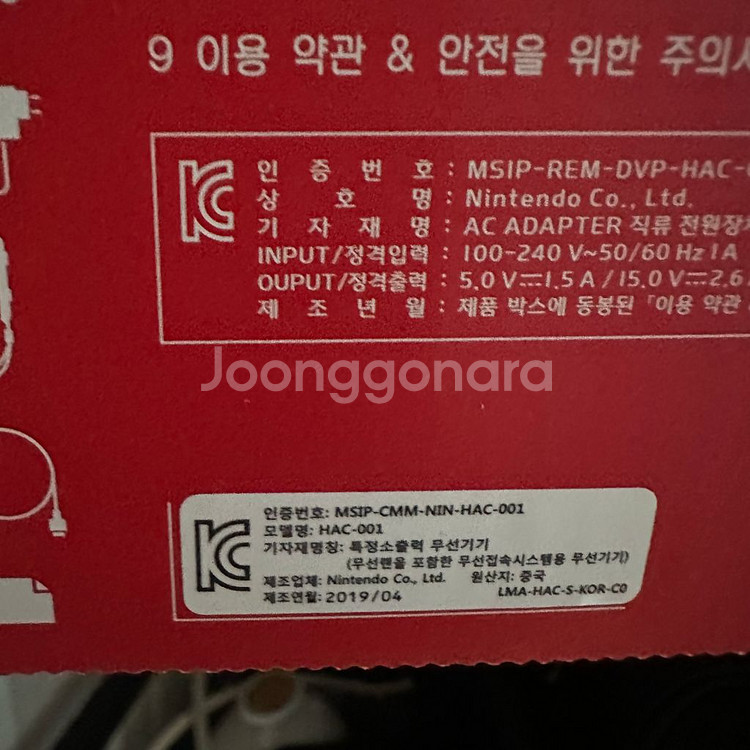 9 이용 약관 & 안전을 위한
인 증 번 호 : MSIP-REM-DVP-HAC-
상 호 명 : Nintendo Co., Ltd.
기 자 재 명 : AC ADAPTER 직류 전원장치
INPUT/정격입력 : 100-240 V~50/60 Hz 1A
OUPUT/정격출력 : 5.0 V⎓1.5 A / 15.0 V⎓2.6
제 조 년 월 : 제품 박스에 동봉된 「이용 약관
Joonggonara
인증번호: MSIP-CMM-NIN-HAC-001
모델명: HAC-001
기자재명칭: 특정소출력 무선기기
(무선랜을 포함한 무선접속시스템용 무선기기)
제조업체: Nintendo Co., Ltd. 원산지: 중국
제조연월: 2019/04 LMA-HAC-S-KOR-C0